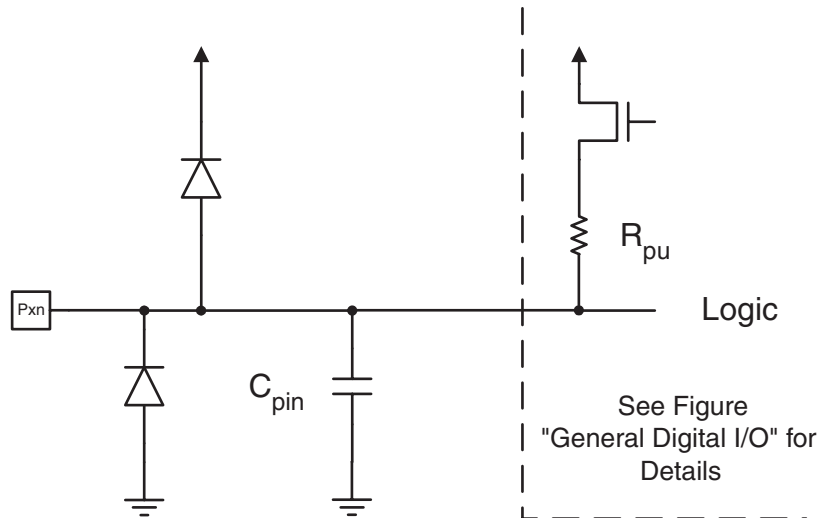 Pxn
C_pin
R_pu
Logic
See Figure
"General Digital I/O" for
Details